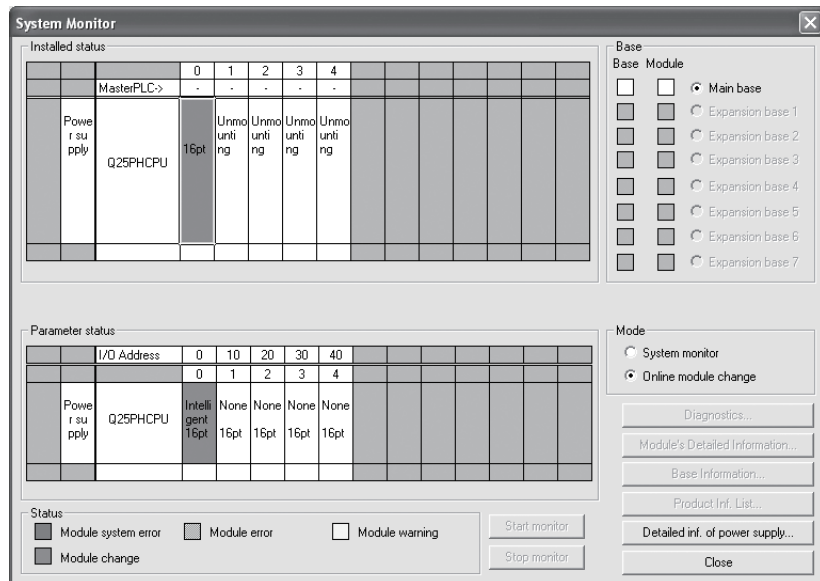 System Monitor
Installed status
0 1 2 3 4
MasterPLC-> - - - - -
Powe
r su
pply
Q25PHCPU
16pt
Unmo
unti
ng
Unmo
unti
ng
Unmo
unti
ng
Unmo
unti
ng
Base
Base Module
Main base
Expansion base 1
Expansion base 2
Expansion base 3
Expansion base 4
Expansion base 5
Expansion base 6
Expansion base 7
Parameter status
I/O Address 0 10 20 30 40
0 1 2 3 4
Powe
r su
pply
Q25PHCPU
Intelli
gent
16pt
None
16pt
None
16pt
None
16pt
None
16pt
Mode
System monitor
Online module change
Diagnostics...
Module's Detailed Information...
Base Information...
Product Inf. List...
Detailed inf. of power supply...
Close
Status
Module system error Module error Module warning
Module change
Start monitor
Stop monitor